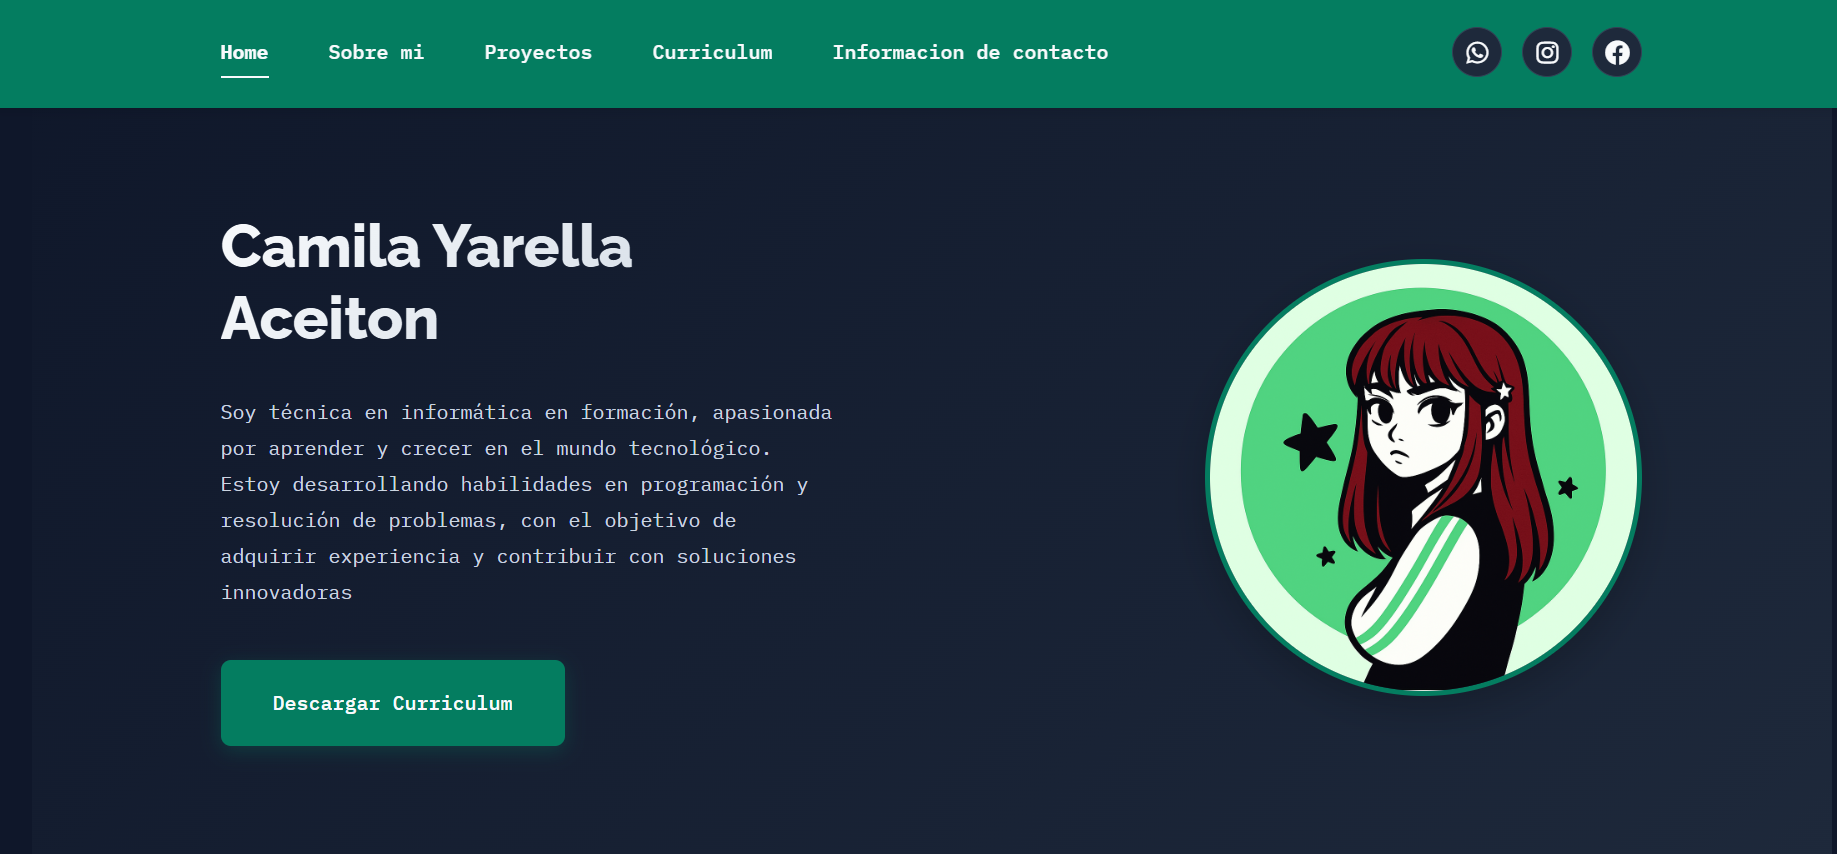 Home
Sobre mi
Proyectos
Curriculum
Informacion de contacto
Camila Yarella
Aceiton
Soy técnica en informática en formación, apasionada
por aprender y crecer en el mundo tecnológico.
Estoy desarrollando habilidades en programación y
resolución de problemas, con el objetivo de
adquirir experiencia y contribuir con soluciones
innovadoras
Descargar Curriculum